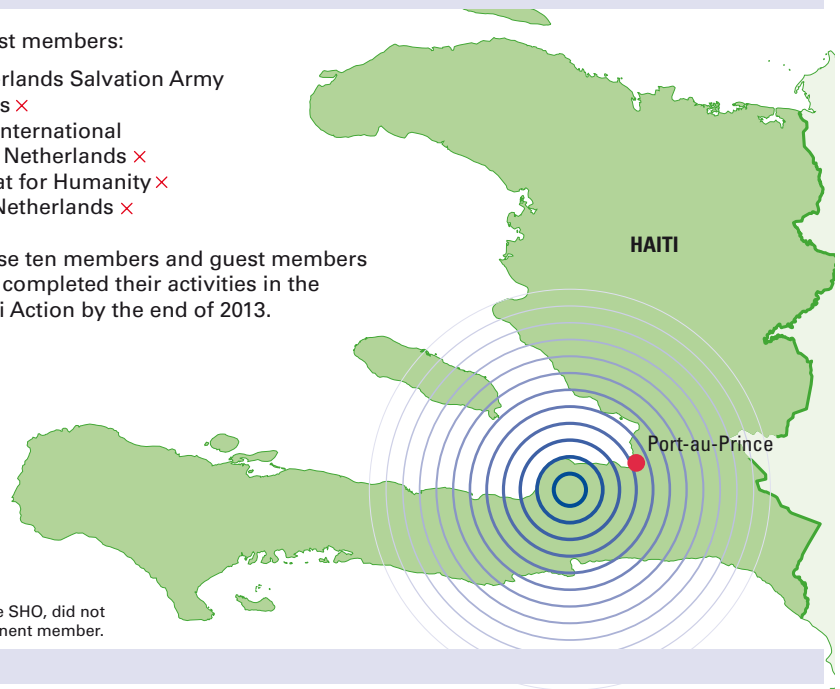 st members:
rlands Salvation Army
s ×
nternational
Netherlands ×
at for Humanity ×
Netherlands ×
se ten members and guest members
completed their activities in the
i Action by the end of 2013.
HAITI
Port-au-Prince
e SHO, did not
nent member.